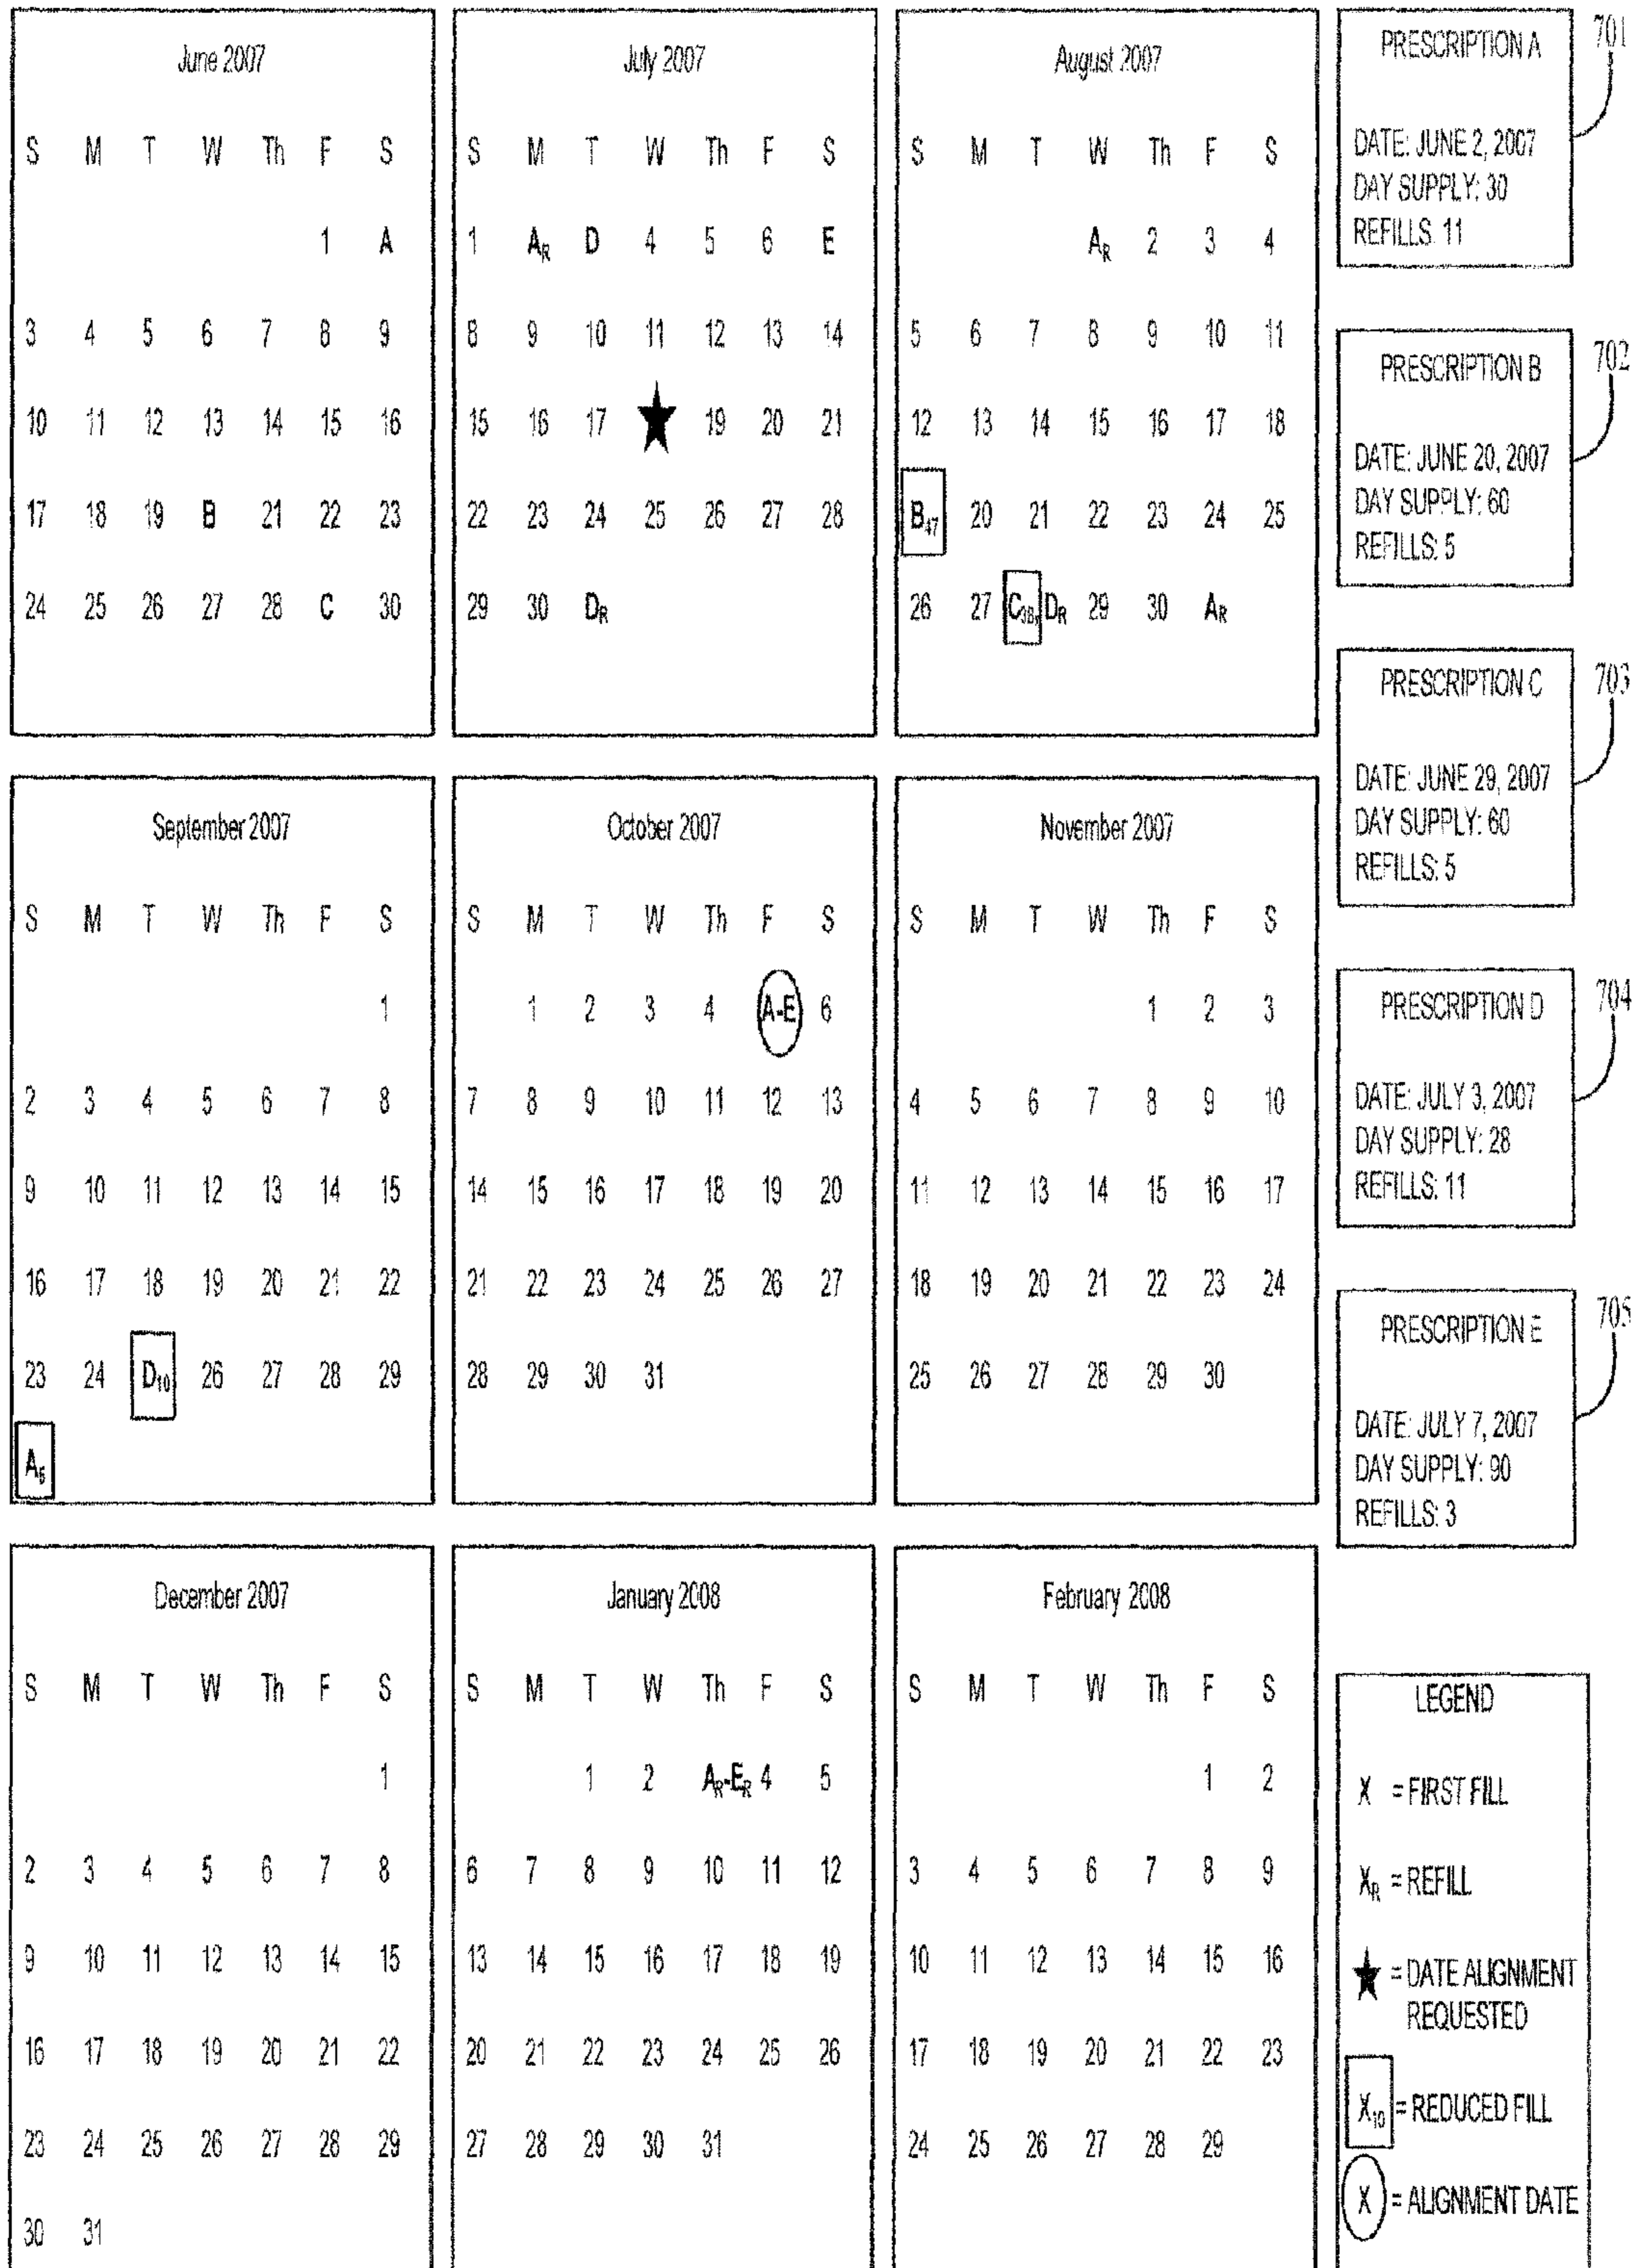 June 2007
S M T W Th F S
1 A
3 4 5 6 7 8 9
10 11 12 13 14 15 16
17 18 19 B 21 22 23
24 25 26 27 28 C 30
July 2007
S M T W Th F S
1 AR D 4 5 6 E
8 9 10 11 12 13 14
15 16 17 ★ 19 20 21
22 23 24 25 26 27 28
29 30 DR
August 2007
S M T W Th F S
AR 2 3 4
5 6 7 8 9 10 11
12 13 14 15 16 17 18
B47 20 21 22 23 24 25
26 27 C38, DR 29 30 AR
PRESCRIPTION A
DATE: JUNE 2, 2007
DAY SUPPLY: 30
REFILLS: 11
701
PRESCRIPTION B
DATE: JUNE 20, 2007
DAY SUPPLY: 60
REFILLS: 5
702
PRESCRIPTION C
DATE: JUNE 29, 2007
DAY SUPPLY: 60
REFILLS: 5
703
September 2007
S M T W Th F S
1
2 3 4 5 6 7 8
9 10 11 12 13 14 15
16 17 18 19 20 21 22
23 24 D10 26 27 28 29
A5
October 2007
S M T W Th F S
1 2 3 4 A-E 6
7 8 9 10 11 12 13
14 15 16 17 18 19 20
21 22 23 24 25 26 27
28 29 30 31
November 2007
S M T W Th F S
1 2 3
4 5 6 7 8 9 10
11 12 13 14 15 16 17
18 19 20 21 22 23 24
25 26 27 28 29 30
PRESCRIPTION D
DATE: JULY 3, 2007
DAY SUPPLY: 28
REFILLS: 11
704
PRESCRIPTION E
DATE: JULY 7, 2007
DAY SUPPLY: 90
REFILLS: 3
705
December 2007
S M T W Th F S
1
2 3 4 5 6 7 8
9 10 11 12 13 14 15
16 17 18 19 20 21 22
23 24 25 26 27 28 29
30 31
January 2008
S M T W Th F S
1 2 AR-ER 4 5
6 7 8 9 10 11 12
13 14 15 16 17 18 19
20 21 22 23 24 25 26
27 28 29 30 31
February 2008
S M T W Th F S
1 2
3 4 5 6 7 8 9
10 11 12 13 14 15 16
17 18 19 20 21 22 23
24 25 26 27 28 29
LEGEND
X = FIRST FILL
XR = REFILL
★ = DATE ALIGNMENT
REQUESTED
X10 = REDUCED FILL
X = ALIGNMENT DATE